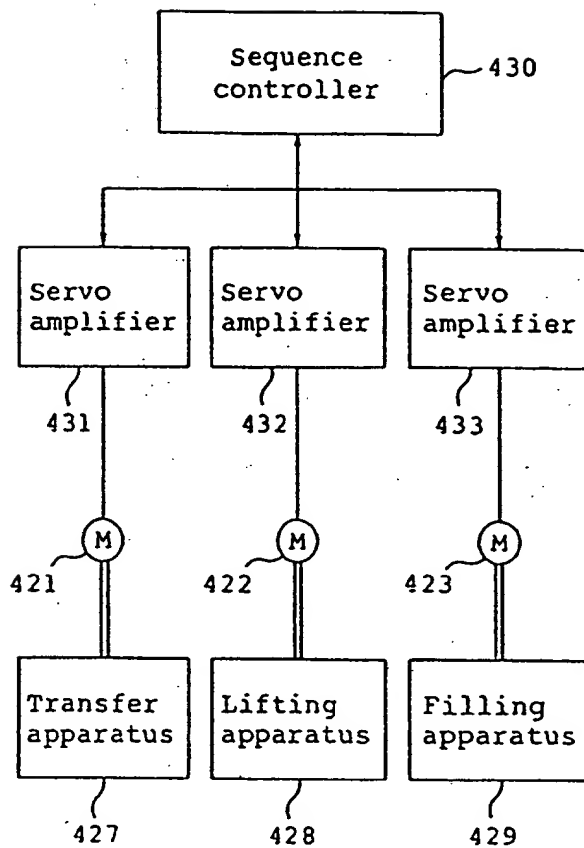 Sequence
controller
430
Servo
amplifier
Servo
amplifier
Servo
amplifier
431
432
433
M
M
M
421
422
423
Transfer
apparatus
Lifting
apparatus
Filling
apparatus
427
428
429